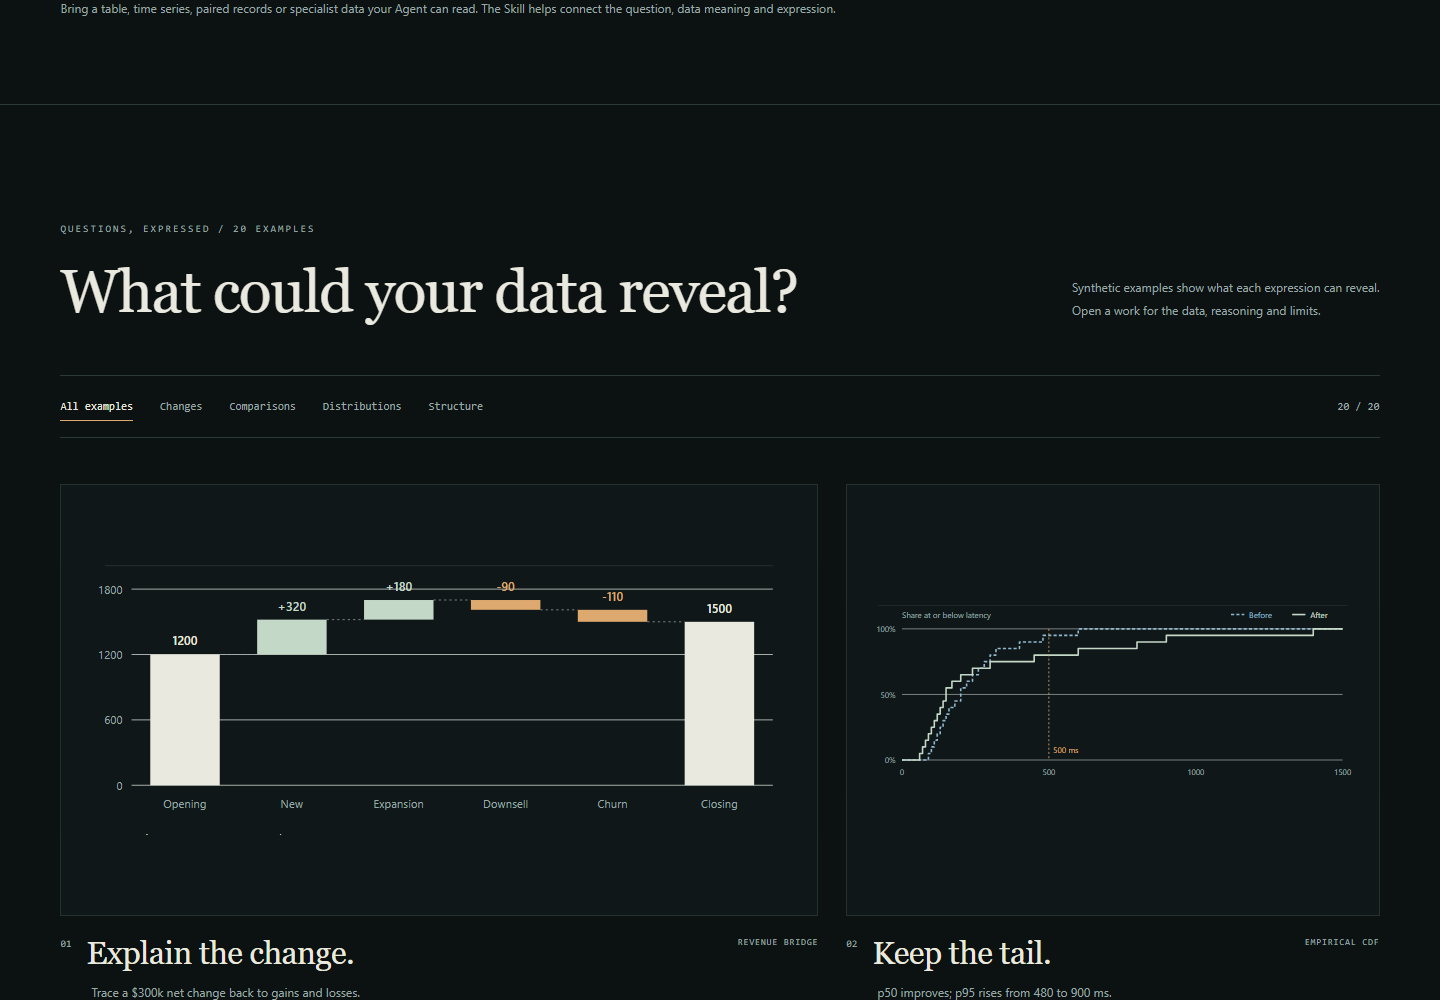 Bring a table, time series, paired records or specialist data your Agent can read. The Skill helps connect the question, data meaning and expression.
QUESTIONS, EXPRESSED / 20 EXAMPLES
What could your data reveal?
Synthetic examples show what each expression can reveal.
Open a work for the data, reasoning and limits.
All examples Changes Comparisons Distributions Structure 20 / 20
1800
1200
600
0
1200
+320
+180
-90
-110
1500
Opening New Expansion Downsell Churn Closing
Share at or below latency Before After
100%
50%
0%
500 ms
0 500 1000 1500
01 Explain the change. REVENUE BRIDGE
Trace a $300k net change back to gains and losses.
02 Keep the tail. EMPIRICAL CDF
p50 improves; p95 rises from 480 to 900 ms.